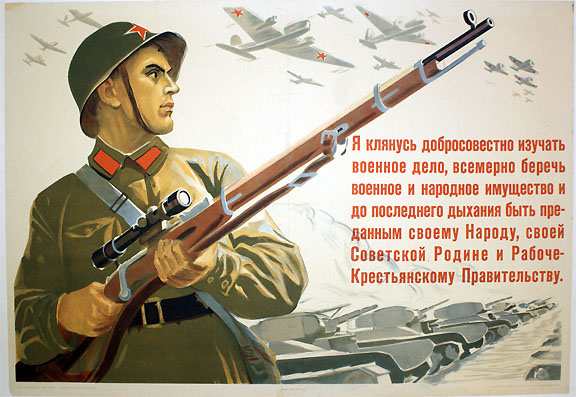 Я клянусь добросовестно изучать
военное дело, всемерно беречь
военное и народное имущество и
до последнего дыхания быть пре-
данным своему Народу, своей
Советской Родине и Рабоче-
Крестьянскому Правительству.